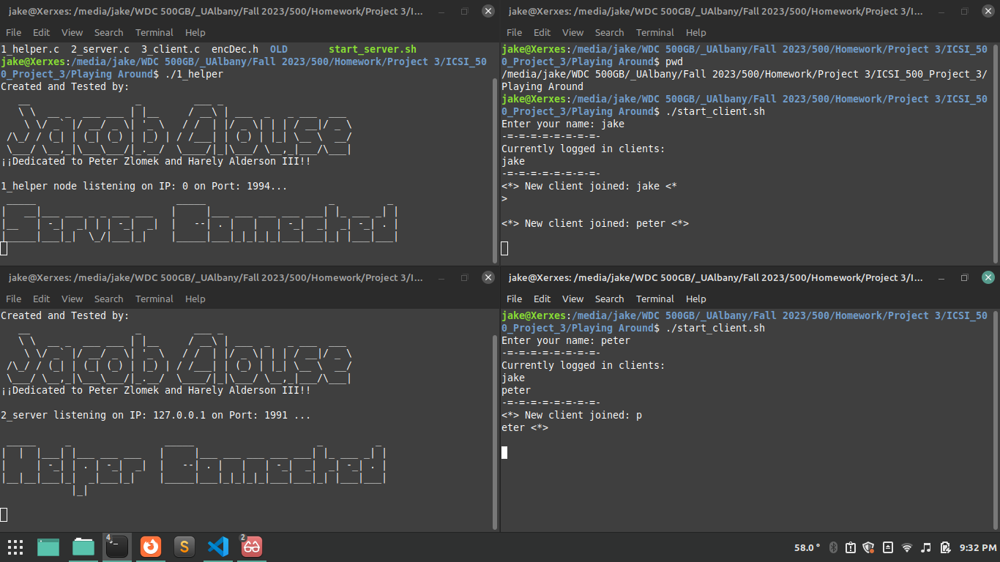 jake@Xerxes: /media/jake/WDC 500GB/_UAlbany/Fall 2023/500/Homework/Project 3/I...
File Edit View Search Terminal Help
1_helper.c 2_server.c 3_client.c encDec.h OLD start_server.sh
jake@Xerxes:/media/jake/WDC 500GB/_UAlbany/Fall 2023/500/Homework/Project 3/ICSI_50
0_Project_3/Playing Around$ ./1_helper
Created and Tested by:
Jacob Clouse
¡¡Dedicated to Peter Zlomek and Harely Alderson III!!
1_helper node listening on IP: 0 on Port: 1994...
Server Connected
jake@Xerxes: /media/jake/WDC 500GB/_UAlbany/Fall 2023/500/Homework/Project 3/I...
File Edit View Search Terminal Help
jake@Xerxes:/media/jake/WDC 500GB/_UAlbany/Fall 2023/500/Homework/Project 3/ICSI_50
0_Project_3/Playing Around$ pwd
/media/jake/WDC 500GB/_UAlbany/Fall 2023/500/Homework/Project 3/ICSI_500_Project_3/
Playing Around
jake@Xerxes:/media/jake/WDC 500GB/_UAlbany/Fall 2023/500/Homework/Project 3/ICSI_50
0_Project_3/Playing Around$ ./start_client.sh
Enter your name: jake
-=-=-=-=-=-=-=-=-
Currently logged in clients:
jake
-=-=-=-=-=-=-=-=-
<*> New client joined: jake <*
>
<*> New client joined: peter <*>
jake@Xerxes: /media/jake/WDC 500GB/_UAlbany/Fall 2023/500/Homework/Project 3/I...
File Edit View Search Terminal Help
Created and Tested by:
Jacob Clouse
¡¡Dedicated to Peter Zlomek and Harely Alderson III!!
2_server listening on IP: 127.0.0.1 on Port: 1991 ...
Helper Connected
jake@Xerxes: /media/jake/WDC 500GB/_UAlbany/Fall 2023/500/Homework/Project 3/I...
File Edit View Search Terminal Help
jake@Xerxes:/media/jake/WDC 500GB/_UAlbany/Fall 2023/500/Homework/Project 3/ICSI_50
0_Project_3/Playing Around$ ./start_client.sh
Enter your name: peter
-=-=-=-=-=-=-=-=-
Currently logged in clients:
jake
peter
-=-=-=-=-=-=-=-=-
<*> New client joined: p
eter <*>
4
S
2
58.0 °
9:32 PM